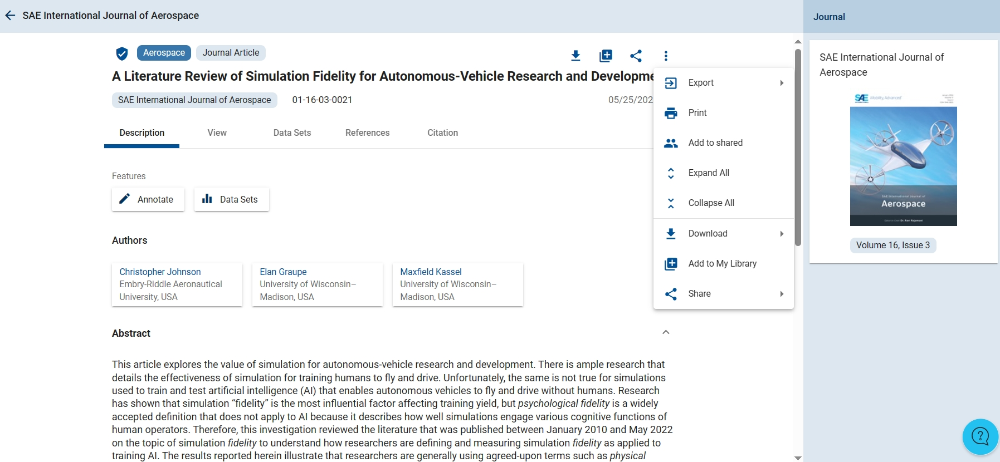 SAE International Journal of Aerospace
Journal
Aerospace
Journal Article
A Literature Review of Simulation Fidelity for Autonomous-Vehicle Research and Developme
SAE International Journal of Aerospace
01-16-03-0021
05/25/202
Description
View
Data Sets
References
Citation
Features
Annotate
Data Sets
Authors
Christopher Johnson
Embry-Riddle Aeronautical
University, USA
Elan Graupe
University of Wisconsin–
Madison, USA
Maxfield Kassel
University of Wisconsin–
Madison, USA
Abstract
This article explores the value of simulation for autonomous-vehicle research and development. There is ample research that
details the effectiveness of simulation for training humans to fly and drive. Unfortunately, the same is not true for simulations
used to train and test artificial intelligence (AI) that enables autonomous vehicles to fly and drive without humans. Research
has shown that simulation “fidelity” is the most influential factor affecting training yield, but psychological fidelity is a widely
accepted definition that does not apply to AI because it describes how well simulations engage various cognitive functions of
human operators. Therefore, this investigation reviewed the literature that was published between January 2010 and May 2022
on the topic of simulation fidelity to understand how researchers are defining and measuring simulation fidelity as applied to
training AI. The results reported herein illustrate that researchers are generally using agreed-upon terms such as physical
Export
Print
Add to shared
Expand All
Collapse All
Download
Add to My Library
Share
SAE International Journal of
Aerospace
SAE Mobility Advanced
INTERNATIONAL
SAE International Journal of
Aerospace
Editor-in-Chief: Dr. Ravi Rajamani
Volume 16, Issue 3